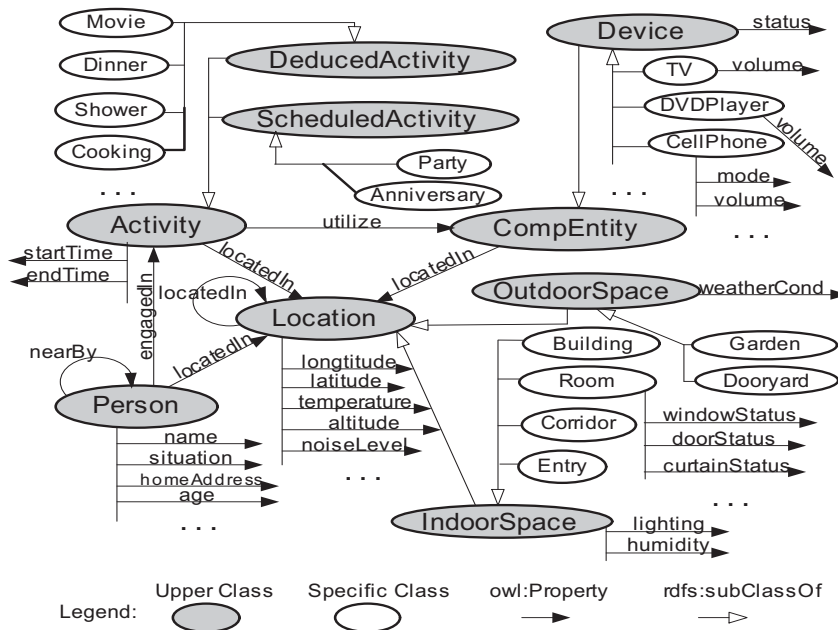 Movie
Dinner
Shower
Cooking
. . .
DeducedActivity
ScheduledActivity
Party
Anniversary
Device
status
TV
volume
DVDPlayer
volume
CellPhone
mode
volume
. . .
. . .
Activity
utilize
CompEntity
startTime
endTime
locatedIn
locatedIn
locatedIn
engagedIn
locatedIn
nearBy
Location
OutdoorSpace
weatherCond
Person
name
situation
homeAddress
age
. . .
longtitude
latitude
temperature
altitude
noiseLevel
. . .
Building
Room
Corridor
Entry
Garden
Dooryard
windowStatus
doorStatus
curtainStatus
. . .
IndoorSpace
lighting
humidity
Legend:
Upper Class
Specific Class
owl:Property
rdfs:subClassOf